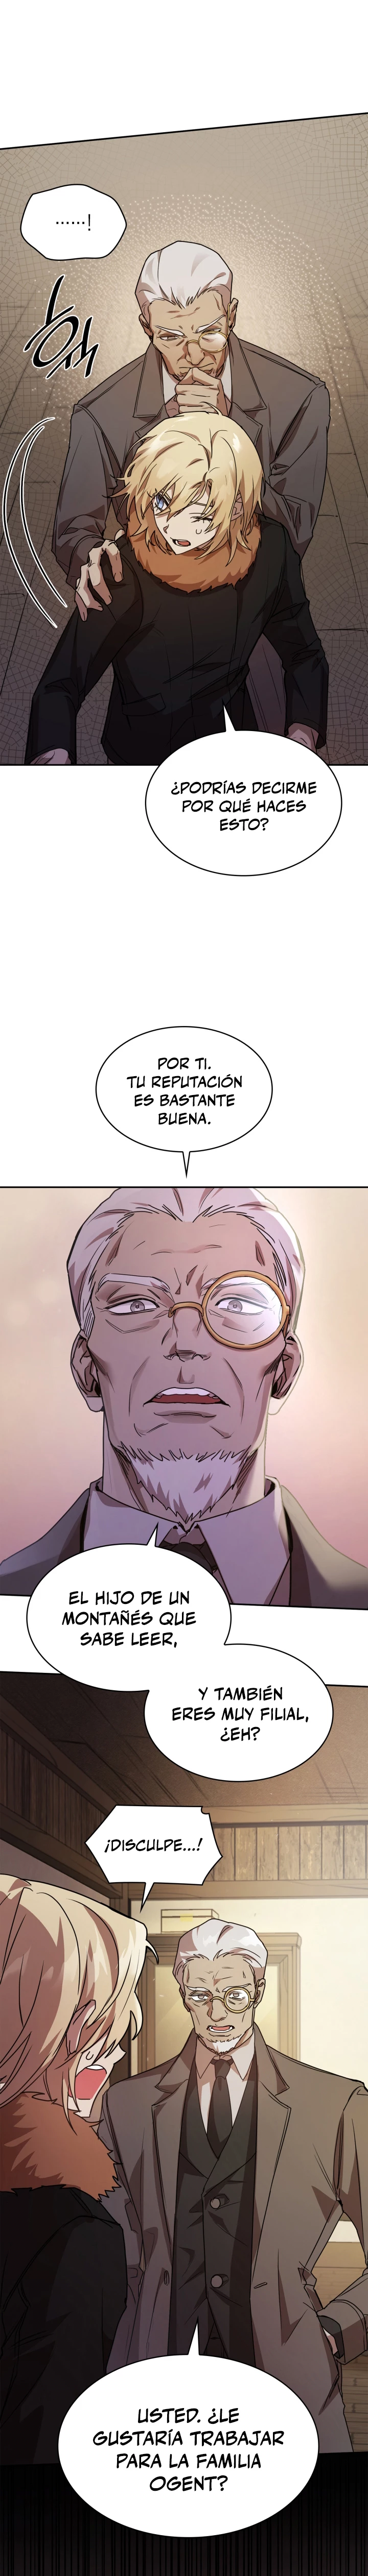 ......!
¿PODRÍAS DECIRME
POR QUÉ HACES
ESTO?
POR TI.
TU REPUTACIÓN
ES BASTANTE
BUENA.
EL HIJO DE UN
MONTAÑÉS QUE
SABE LEER,
Y TAMBIÉN
ERES MUY FILIAL,
¿EH?
¡DISCULPE...!
USTED. ¿LE
GUSTARÍA TRABAJAR
PARA LA FAMILIA
OGENT?